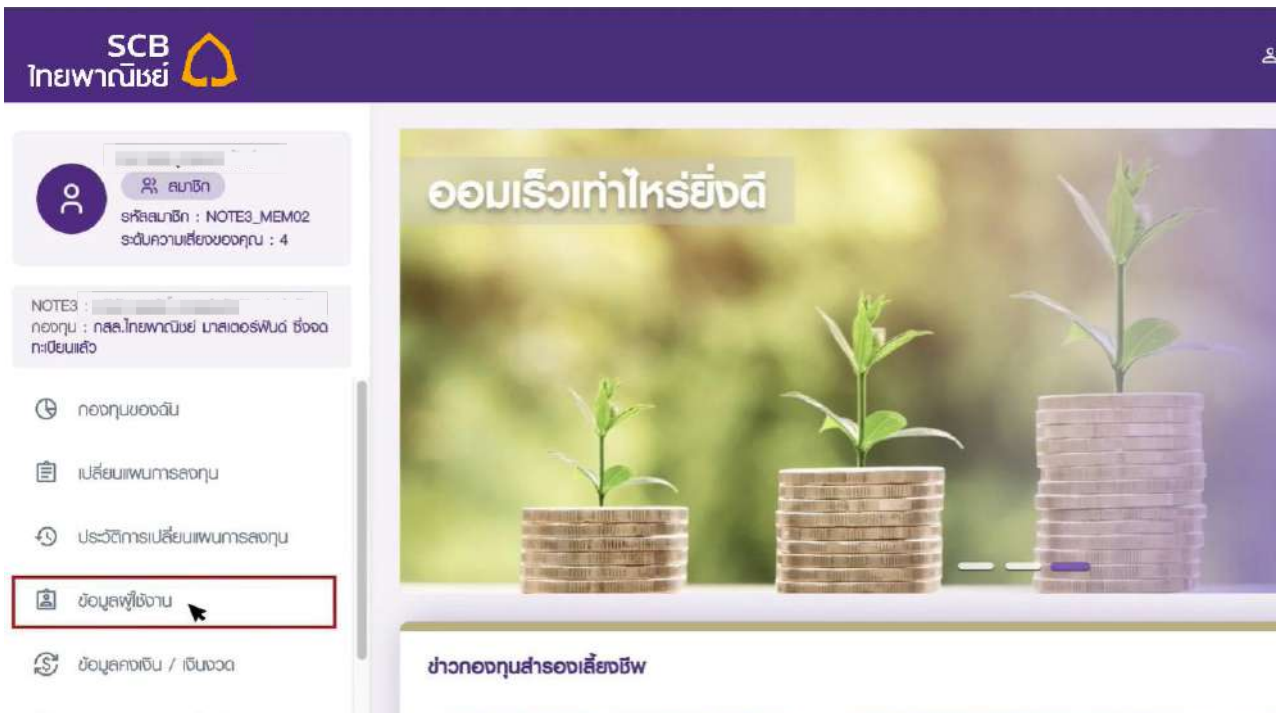 SCB
ไทยพาณิชย์
สมาชิก
รหัสสมาชิก : NOTE3_MEM02
ระดับความเสี่ยงของคุณ : 4
NOTE3 :
กองทุน : กสล.ไทยพาณิชย์ มาสเตอร์ฟันด์ ซึ่งจด
ทะเบียนแล้ว
กองทุนของฉัน
เปลี่ยนแผนการลงทุน
ประวัติการเปลี่ยนแผนการลงทุน
ข้อมูลผู้ใช้งาน
ข้อมูลคงเงิน / เงินงวด
ออมเร็วเท่าไหร่ยิ่งดี
ข่าวกองทุนสำรองเลี้ยงชีพ